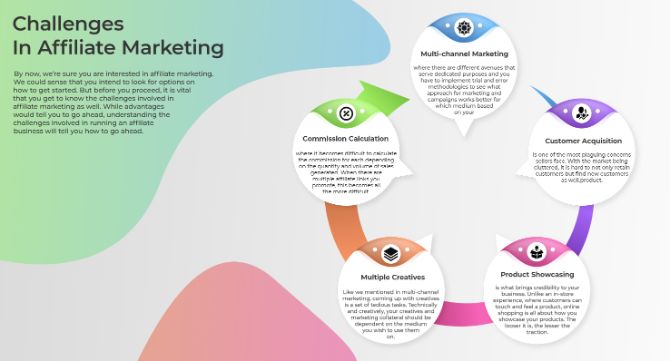 Challenges
In Affiliate Marketing
By now, we're sure you are interested in affiliate marketing.
We could sense that you intend to look for options on
how to get started. But before you proceed, it is vital
that you get to know the challenges involved in
affiliate marketing as well. While advantages
would tell you to go ahead, understanding the
challenges involved in running an affiliate
business will tell you how to go ahead.
Multi-channel Marketing
where there are different avenues that
serve dedicated purposes and you
have to implement trial and error
methodologies to see what
approach for marketing and
campaigns works better for
which medium based
on your
Commission Calculation
where it becomes difficult to calculate
the commission for each depending
on the quantity and volume of sales
generated. When there are
multiple affiliate links you
promote, this becomes all
the more difficult
Customer Acquisition
is one of the most plaguing concerns
sellers face. With the market being
cluttered, it is hard to not only retain
customers but find new customers
as well.product.
Multiple Creatives
Like we mentioned in multi-channel
marketing, coming up with creatives
is a set of tedious tasks. Technically
and creatively, your creatives and
marketing collateral should be
dependent on the medium
you wish to use them
on.
Product Showcasing
is what brings credibility to your
business. Unlike an in-store
experience, where customers can
touch and feel a product, online
shopping is all about how you
showcase your products. The
looser it is, the lesser the
traction.